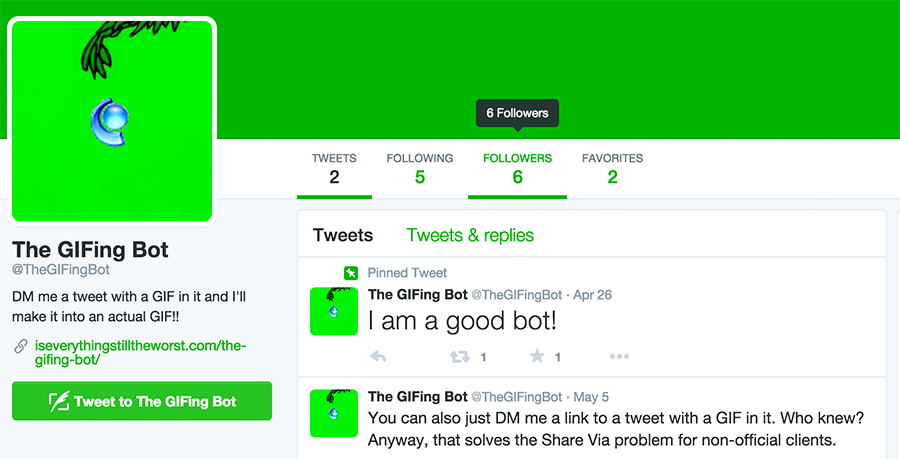 6 Followers
TWEETS FOLLOWING FOLLOWERS FAVORITES
2 5 6 2
The GIFing Bot
@TheGIFingBot
DM me a tweet with a GIF in it and I'll
make it into an actual GIF!!
iseverythingstilltheworst.com/the-
gifing-bot/
Tweet to The GIFing Bot
Tweets Tweets & replies
Pinned Tweet
The GIFing Bot @TheGIFingBot · Apr 26
I am a good bot!
1 1
The GIFing Bot @TheGIFingBot · May 5
You can also just DM me a link to a tweet with a GIF in it. Who knew?
Anyway, that solves the Share Via problem for non-official clients.